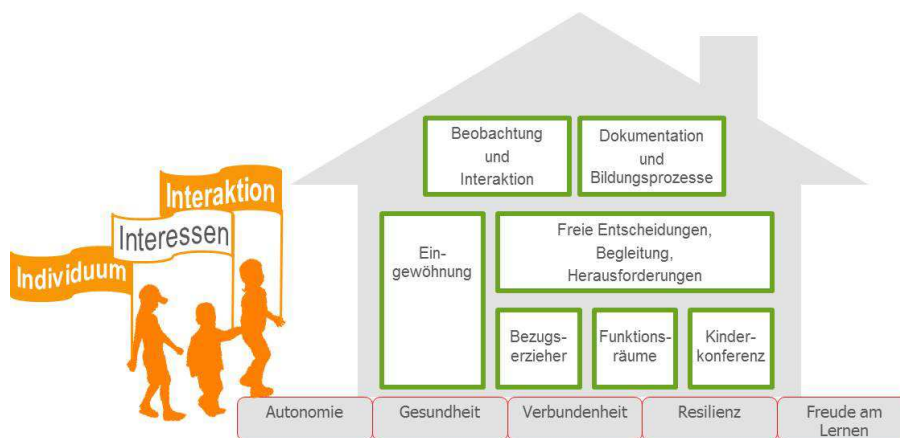 Interaktion
Interessen
Individuum
Beobachtung
und
Interaktion
Dokumentation
und
Bildungsprozesse
Ein-
gewöhnung
Freie Entscheidungen,
Begleitung,
Herausforderungen
Bezugs-
erzieher
Funktions-
räume
Kinder-
konferenz
Autonomie
Gesundheit
Verbundenheit
Resilienz
Freude am
Lernen